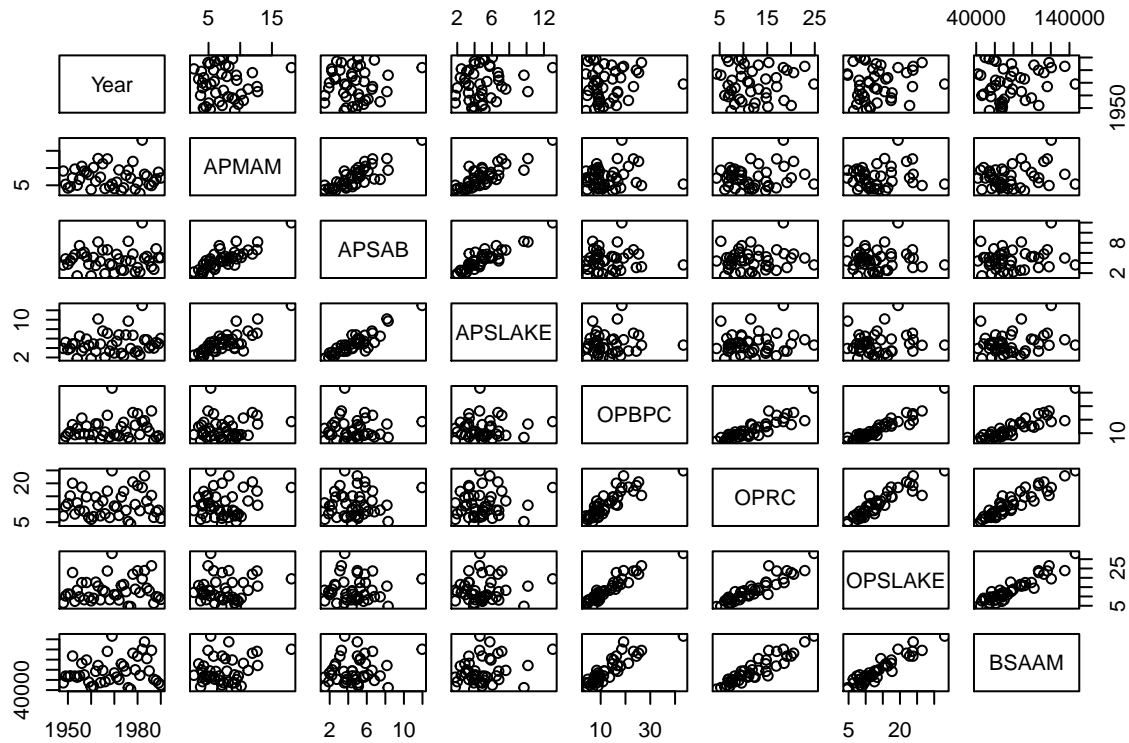 5 15 2 6 12 5 15 25 40000 140000
Year 1950
5 APMAM
APSAB 2 8
2 10 APSLAKE
OPBPC 10
5 20 OPRC
OPSLAKE 5 25
40000 BSAAM
1950 1980 2 6 10 10 30 5 20